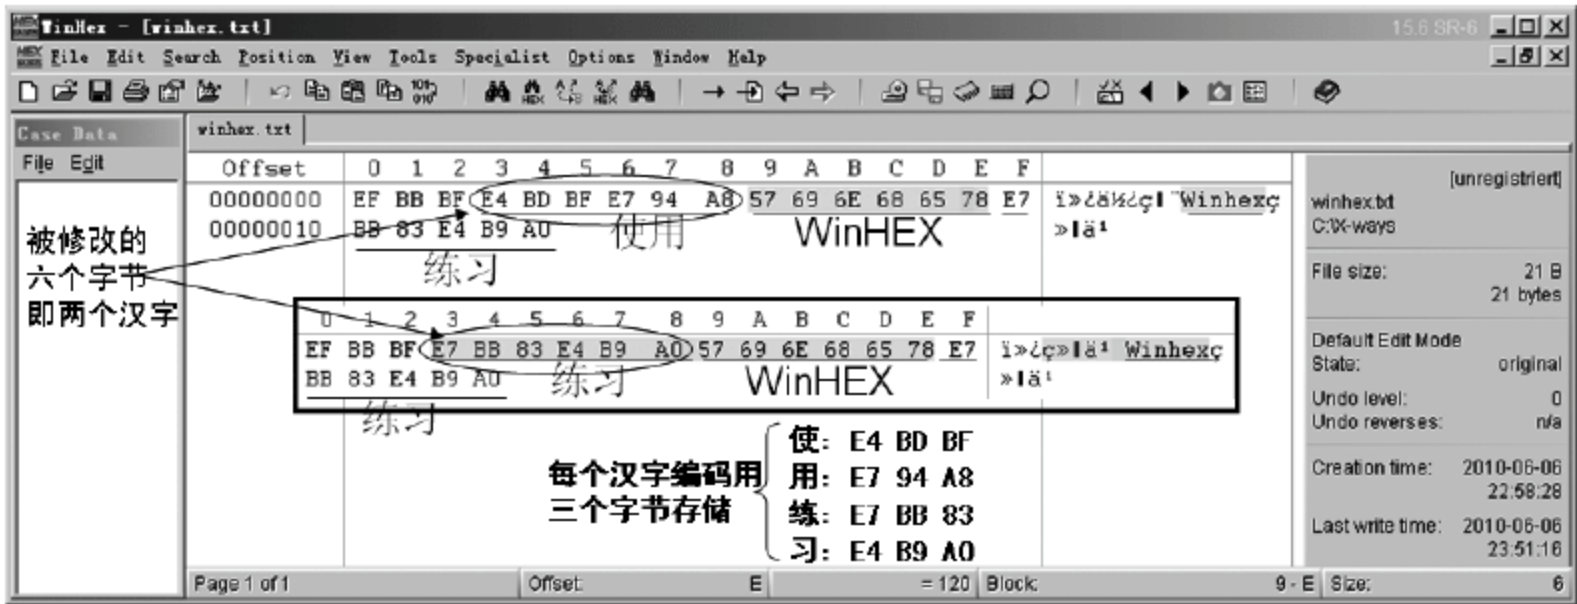 WinHex - [winhex.txt] 15.6 SR-6
File Edit Search Position View Tools Specialist Options Window Help
Case Data
File Edit
winhex.txt
Offset 0 1 2 3 4 5 6 7 8 9 A B C D E F
00000000 EF BB BF E4 BD BF E7 94 A8 57 69 6E 68 65 78 E7 ï»¿ä½¿ç▌¨Winhexç
00000010 BB 83 E4 B9 A0 »▌ä¹
使用 WinHEX
练习
被修改的
六个字节
即两个汉字
0 1 2 3 4 5 6 7 8 9 A B C D E F
EF BB BF E7 BB 83 E4 B9 A0 57 69 6E 68 65 78 E7 ï»¿ç»▌ä¹ Winhexç
BB 83 E4 B9 A0 »▌ä¹
练习 WinHEX
练习
每个汉字编码用
三个字节存储
使：E4 BD BF
用：E7 94 A8
练：E7 BB 83
习：E4 B9 A0
[unregistriert]
winhex.txt
C:\X-ways
File size: 21 B
21 bytes
Default Edit Mode
State: original
Undo level: 0
Undo reverses: n/a
Creation time: 2010-06-06
22:58:28
Last write time: 2010-06-06
23:51:16
Page 1 of 1 Offset: E = 120 Block: 9 - E Size: 6